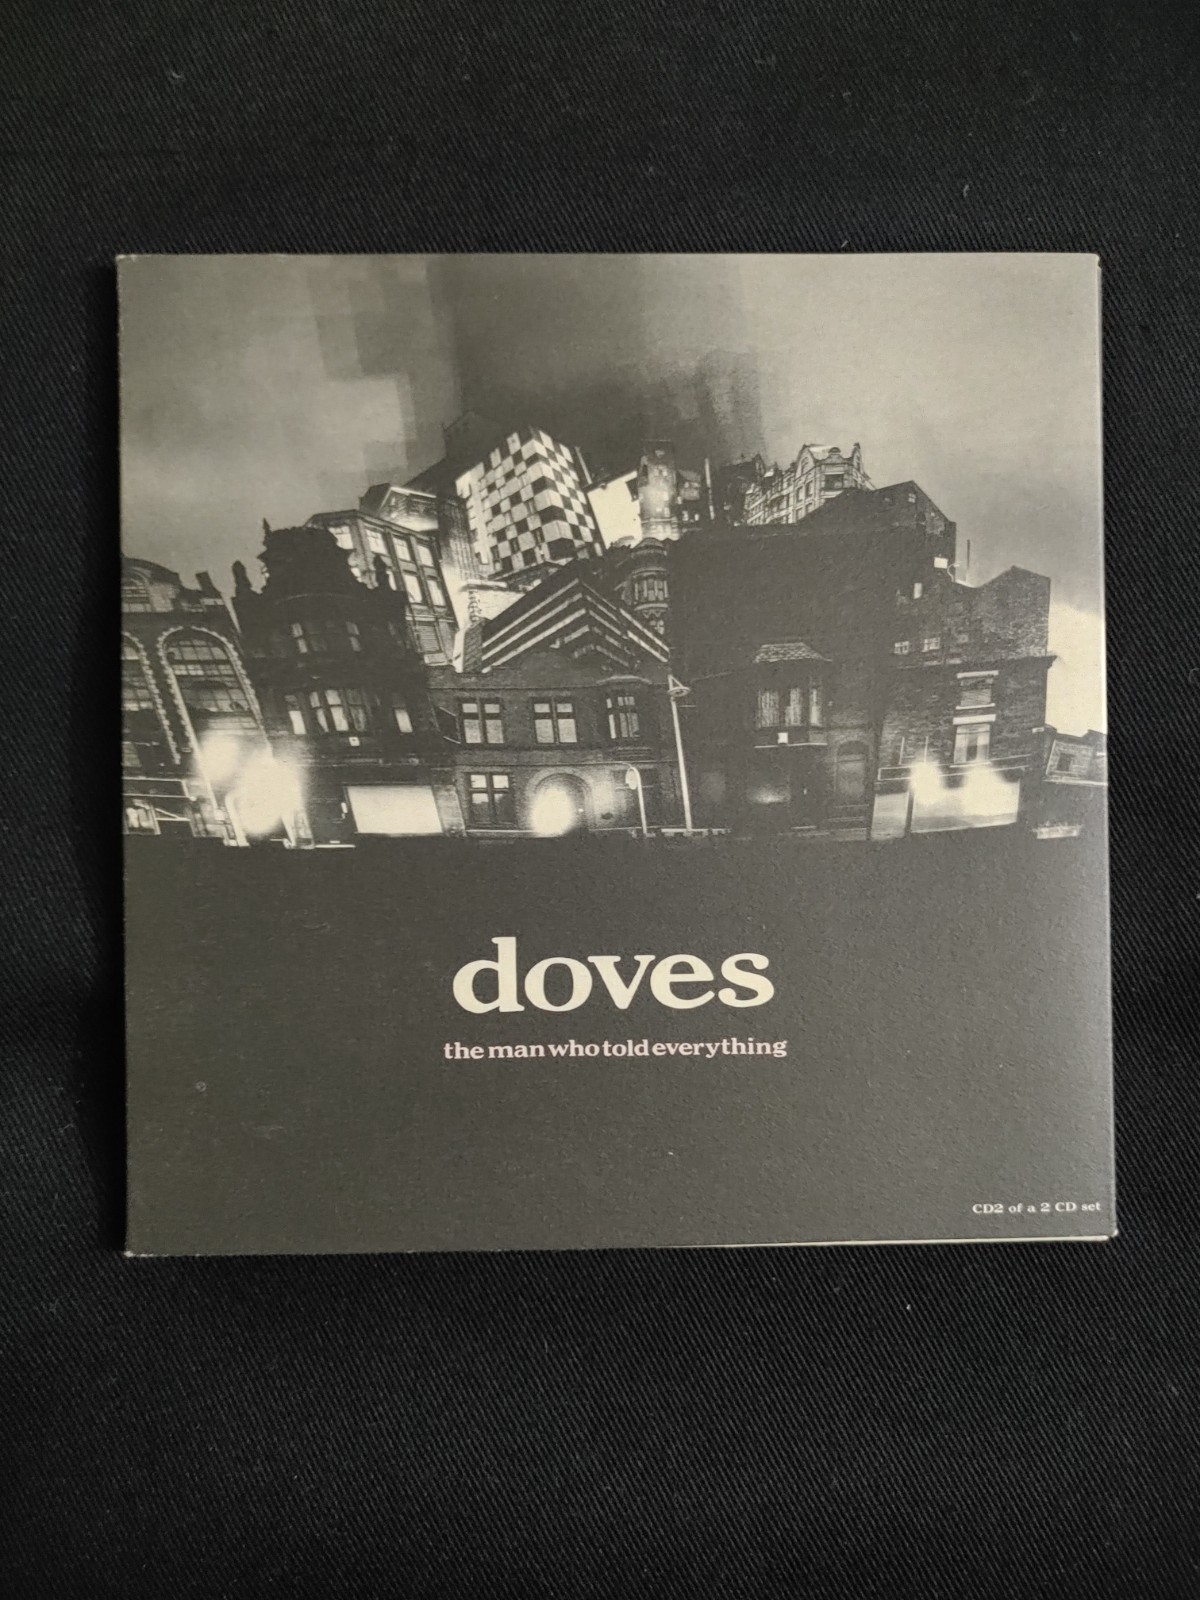 doves
the man who told everything
CD2 of a 2 CD set